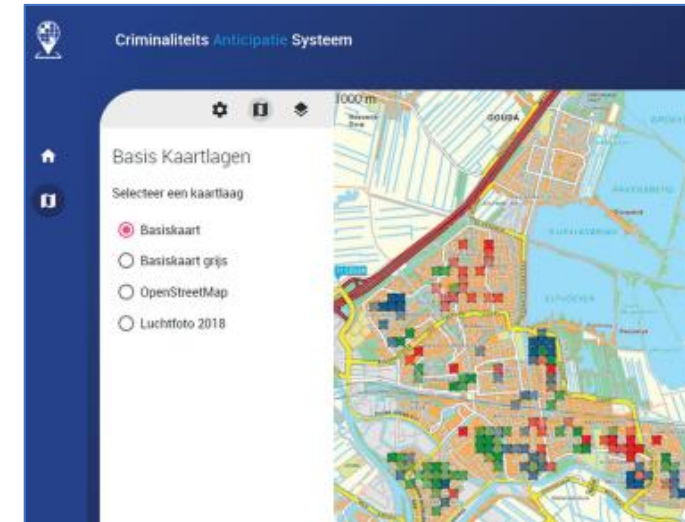 Criminaliteits Anticipatie Systeem
1000 m
GOUDA
Basis Kaartlagen
Selecteer een kaartlaag
Basiskaart
Basiskaart grijs
OpenStreetMap
Luchtfoto 2018